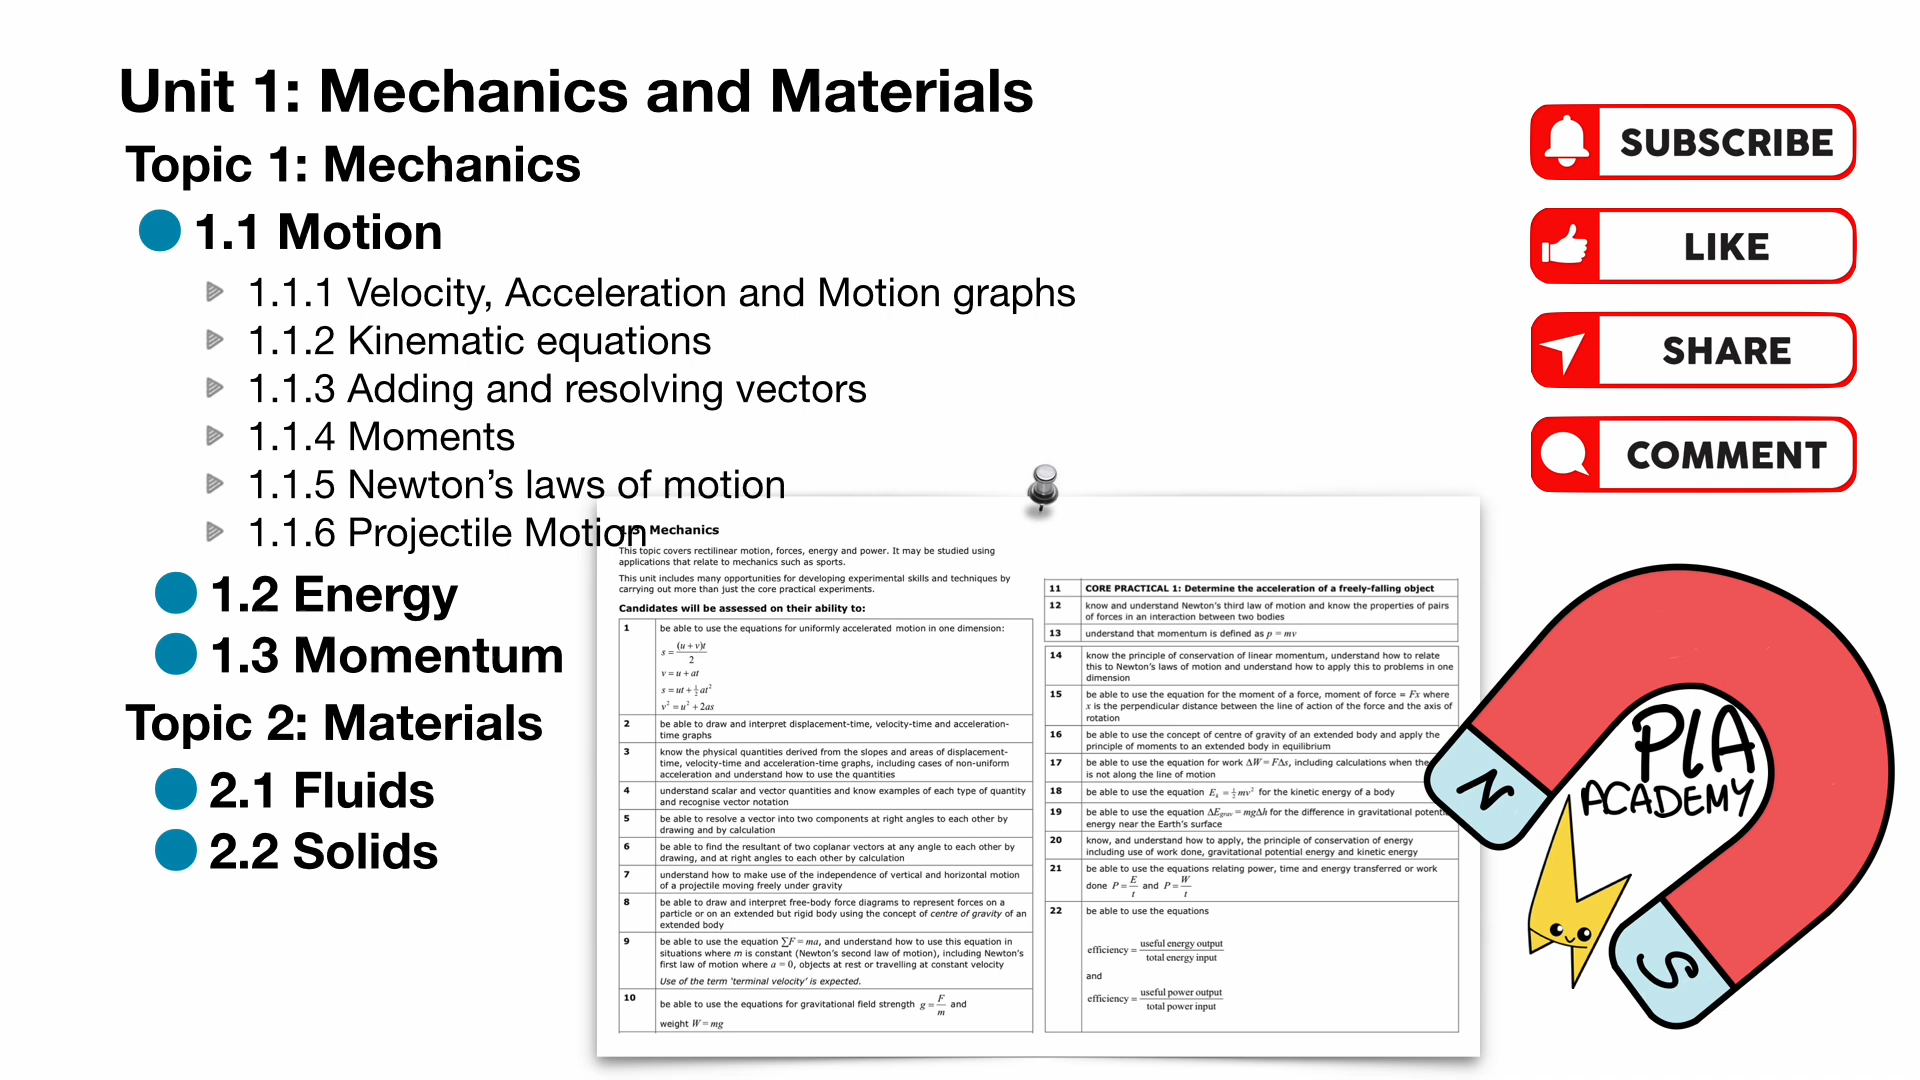 Unit 1: Mechanics and Materials
Topic 1: Mechanics
1.1 Motion
1.1.1 Velocity, Acceleration and Motion graphs
1.1.2 Kinematic equations
1.1.3 Adding and resolving vectors
1.1.4 Moments
1.1.5 Newton's laws of motion
1.1.6 Projectile Motion
1.2 Energy
1.3 Momentum
Topic 2: Materials
2.1 Fluids
2.2 Solids
Mechanics
This topic covers rectilinear motion, forces, energy and power. It may be studied using
applications that relate to mechanics such as sports.
This unit includes many opportunities for developing experimental skills and techniques by
carrying out more than just the core practical experiments.
Candidates will be assessed on their ability to:
1 be able to use the equations for uniformly accelerated motion in one dimension:
s = (u + v)t / 2
v = u + at
s = ut + ½ at²
v² = u² + 2as
2 be able to draw and interpret displacement-time, velocity-time and acceleration-
time graphs
3 know the physical quantities derived from the slopes and areas of displacement-
time, velocity-time and acceleration-time graphs, including cases of non-uniform
acceleration and understand how to use the quantities
4 understand scalar and vector quantities and know examples of each type of quantity
and recognise vector notation
5 be able to resolve a vector into two components at right angles to each other by
drawing and by calculation
6 be able to find the resultant of two coplanar vectors at any angle to each other by
drawing, and at right angles to each other by calculation
7 understand how to make use of the independence of vertical and horizontal motion
of a projectile moving freely under gravity
8 be able to draw and interpret free-body force diagrams to represent forces on a
particle or on an extended but rigid body using the concept of centre of gravity of an
extended body
9 be able to use the equation ∑F = ma, and understand how to use this equation in
situations where m is constant (Newton's second law of motion), including Newton's
first law of motion where a = 0, objects at rest or travelling at constant velocity
Use of the term 'terminal velocity' is expected.
10 be able to use the equations for gravitational field strength g = F / m and
weight W = mg
11 CORE PRACTICAL 1: Determine the acceleration of a freely-falling object
12 know and understand Newton's third law of motion and know the properties of pairs
of forces in an interaction between two bodies
13 understand that momentum is defined as p = mv
14 know the principle of conservation of linear momentum, understand how to relate
this to Newton's laws of motion and understand how to apply this to problems in one
dimension
15 be able to use the equation for the moment of a force, moment of force = Fx where
x is the perpendicular distance between the line of action of the force and the axis of
rotation
16 be able to use the concept of centre of gravity of an extended body and apply the
principle of moments to an extended body in equilibrium
17 be able to use the equation for work ΔW = FΔs, including calculations when the
is not along the line of motion
18 be able to use the equation Eₖ = ½ mv² for the kinetic energy of a body
19 be able to use the equation ΔE_grav = mgΔh for the difference in gravitational
energy near the Earth's surface
20 know, and understand how to apply, the principle of conservation of energy
including use of work done, gravitational potential energy and kinetic energy
21 be able to use the equations relating power, time and energy transferred or work
done P = E / t and P = W / t
22 be able to use the equations
efficiency = useful energy output / total energy input
and
efficiency = useful power output / total power input
SUBSCRIBE
LIKE
SHARE
COMMENT
PLA
ACADEMY
N
S